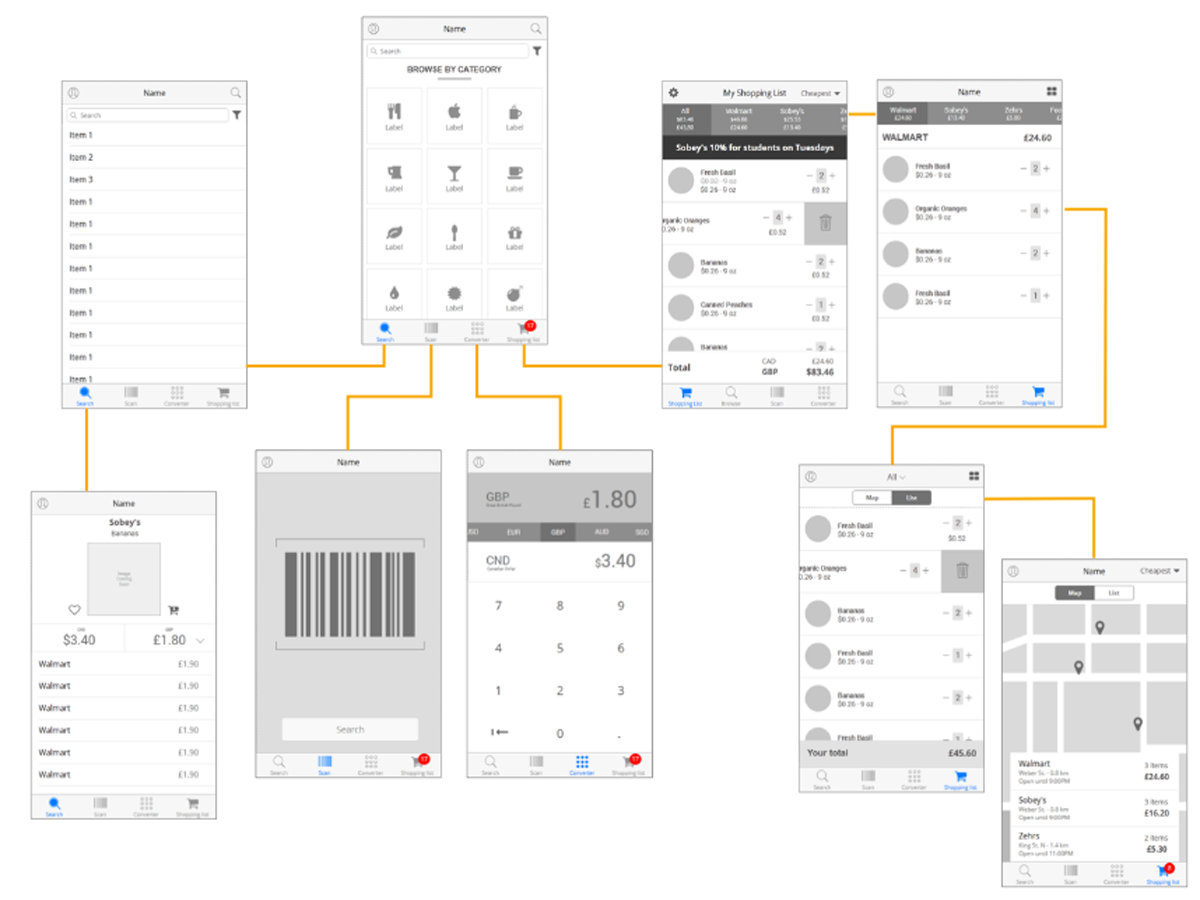 Name
Search
BROWSE BY CATEGORY
Label Label Label
Label Label Label
Label Label Label
Label Label Label
Search Scan Converter Shopping list
17
Name
Search
Item 1
Item 2
Item 3
Item 1
Item 1
Item 1
Item 1
Item 1
Item 1
Item 1
Item 1
Item 1
Search Scan Converter Shopping list
My Shopping List Cheapest
All Walmart Sobey's
Sobey's 10% for students on Tuesdays
Fresh Basil
$0.26 - 9 oz
2
£0.52
rganic Oranges
0.26 - 9 oz
4
£0.52
Bananas
$0.26 - 9 oz
2
£0.52
Canned Peaches
$0.26 - 9 oz
1
£0.52
Bananas
2
Total
CAD £24.60
GBP $83.46
Shopping List Browse Scan Converter
Name
Walmart Sobey's Zehrs
£24.60
WALMART £24.60
Fresh Basil
$0.26 - 9 oz
2
Organic Oranges
$0.26 - 9 oz
4
Bananas
$0.26 - 9 oz
2
Fresh Basil
$0.26 - 9 oz
1
Search Scan Converter Shopping list
Name
Sobey's
Bananas
Image
Coming
Soon
$3.40 £1.80
Walmart £1.90
Walmart £1.90
Walmart £1.90
Walmart £1.90
Walmart £1.90
Walmart £1.90
Search Scan Converter Shopping list
Name
Search
Search Scan Converter Shopping list
17
Name
GBP £1.80
EUR GBP AUD SGD
CND $3.40
7 8 9
4 5 6
1 2 3
0 .
Search Scan Converter Shopping list
17
All
Map List
Fresh Basil
$0.26 - 9 oz
2
$0.52
rganic Oranges
0.26 - 9 oz
4
Bananas
$0.26 - 9 oz
2
Fresh Basil
$0.26 - 9 oz
1
Bananas
$0.26 - 9 oz
2
Fresh Basil
1
Your total £45.60
Search Scan Converter Shopping list
Name Cheapest
Map List
Walmart 3 items
Weber St. - 0.8 km £24.60
Open until 9:00PM
Sobey's 3 items
Weber St. - 0.8 km £16.20
Open until 9:00PM
Zehrs 2 items
King St. N - 1.4 km £5.30
Open until 11:00PM
Search Scan Converter Shopping list